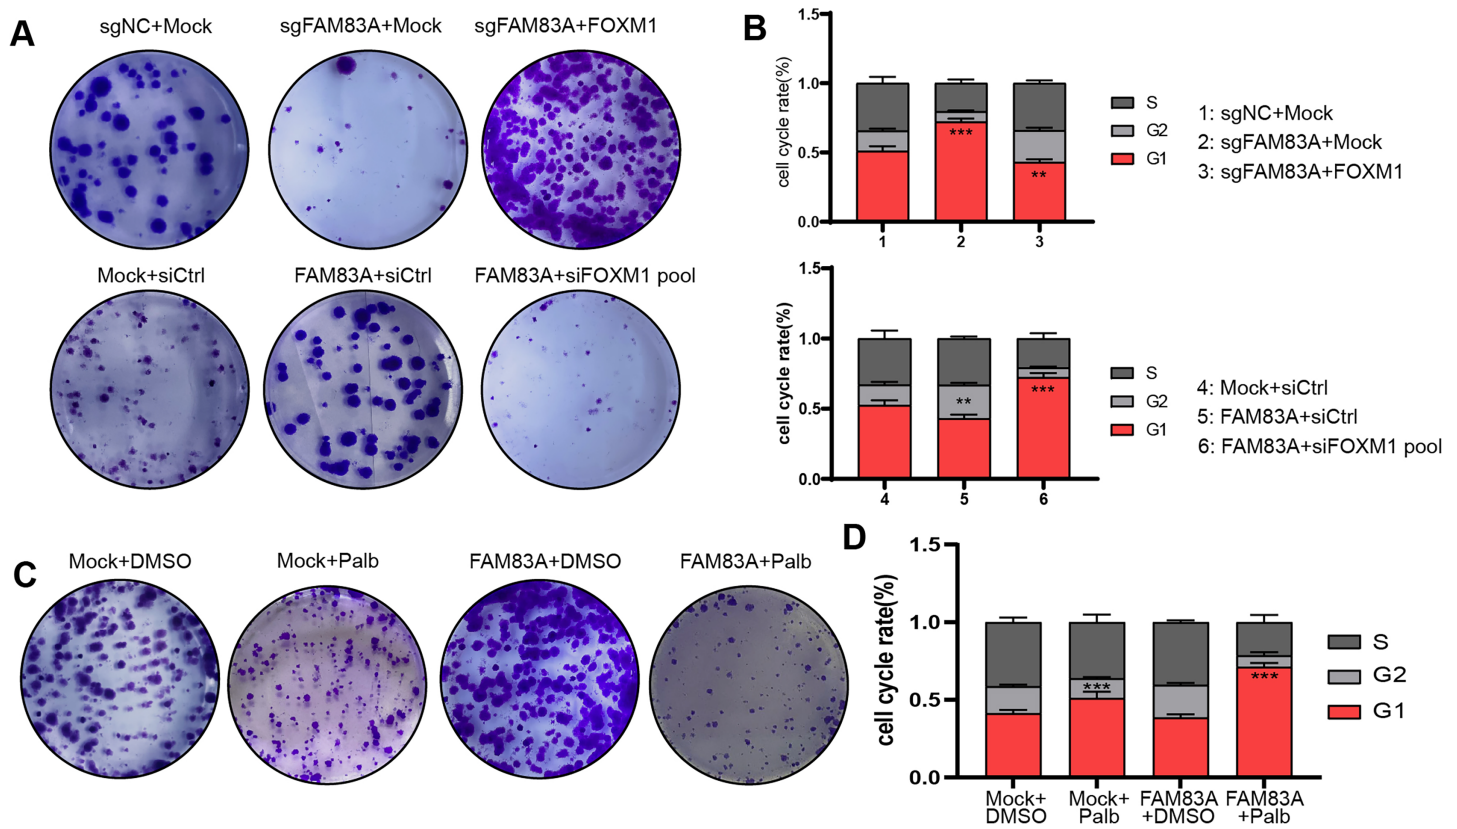 A
sgNC+Mock
sgFAM83A+Mock
sgFAM83A+FOXM1
Mock+siCtrl
FAM83A+siCtrl
FAM83A+siFOXM1 pool
B
cell cycle rate(%)
1.5
1.0
0.5
0.0
***
**
1
2
3
S
G2
G1
1: sgNC+Mock
2: sgFAM83A+Mock
3: sgFAM83A+FOXM1
cell cycle rate(%)
1.5
1.0
0.5
0.0
**
***
4
5
6
S
G2
G1
4: Mock+siCtrl
5: FAM83A+siCtrl
6: FAM83A+siFOXM1 pool
C
Mock+DMSO
Mock+Palb
FAM83A+DMSO
FAM83A+Palb
D
cell cycle rate(%)
1.5
1.0
0.5
0.0
***
***
Mock+
DMSO
Mock+
Palb
FAM83A
+DMSO
FAM83A
+Palb
S
G2
G1